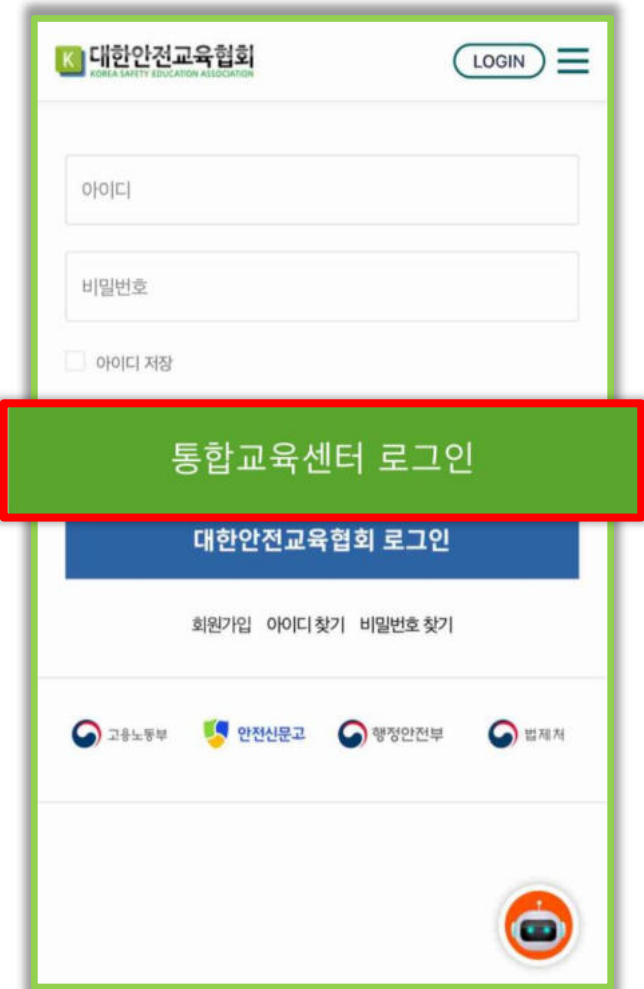 K 대한안전교육협회
KOREA SAFETY EDUCATION ASSOCIATION
LOGIN
아이디
비밀번호
아이디 저장
통합교육센터 로그인
대한안전교육협회 로그인
회원가입 아이디 찾기 비밀번호 찾기
고용노동부 안전신문고 행정안전부 법제처